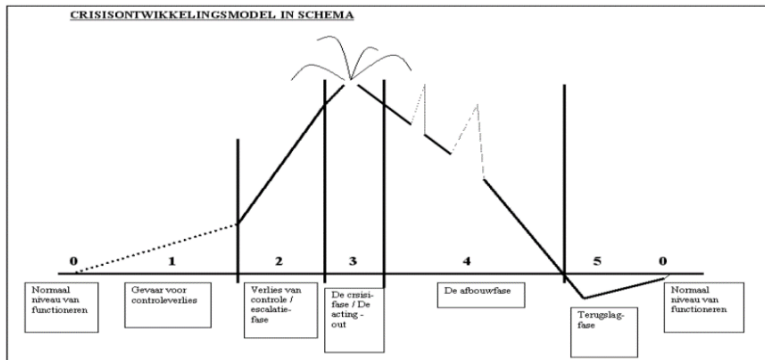 CRISISONTWIKKELINGSMODEL IN SCHEMA
0
1
2
3
4
5
0
Normaal
niveau van
functioneren
Gevaar voor
controleverlies
Verlies van
controle /
escalatie-
fase
De crsisi-
fase / De
acting -
out
De afbouwfase
Terugslag-
fase
Normaal
niveau van
functioneren